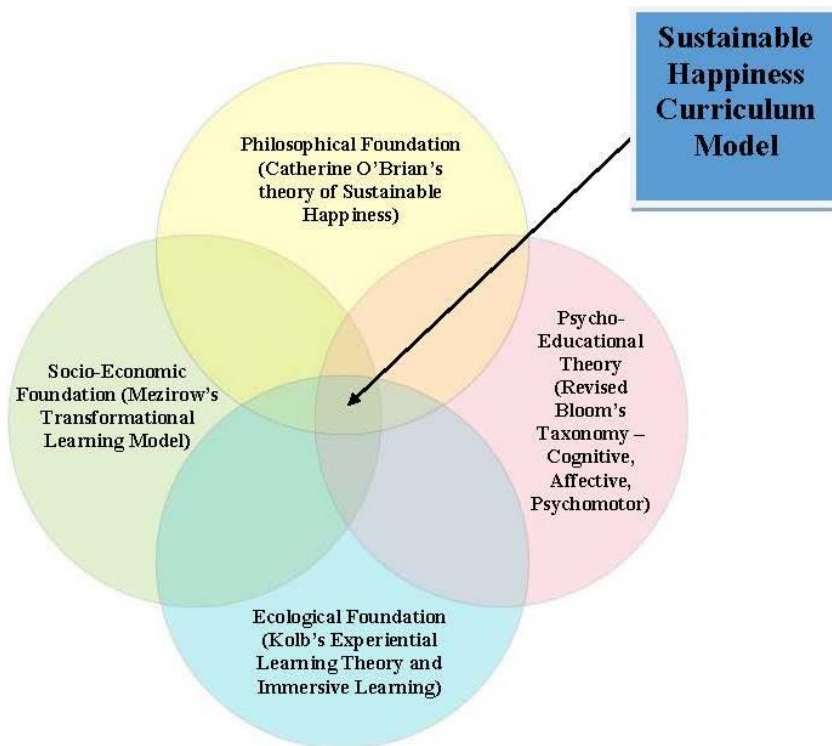 Sustainable
Happiness
Curriculum
Model
Philosophical Foundation
(Catherine O'Brian's
theory of Sustainable
Happiness)
Socio-Economic
Foundation (Mezirow's
Transformational
Learning Model)
Psycho-
Educational
Theory
(Revised
Bloom's
Taxonomy –
Cognitive,
Affective,
Psychomotor)
Ecological Foundation
(Kolb's Experiential
Learning Theory and
Immersive Learning)